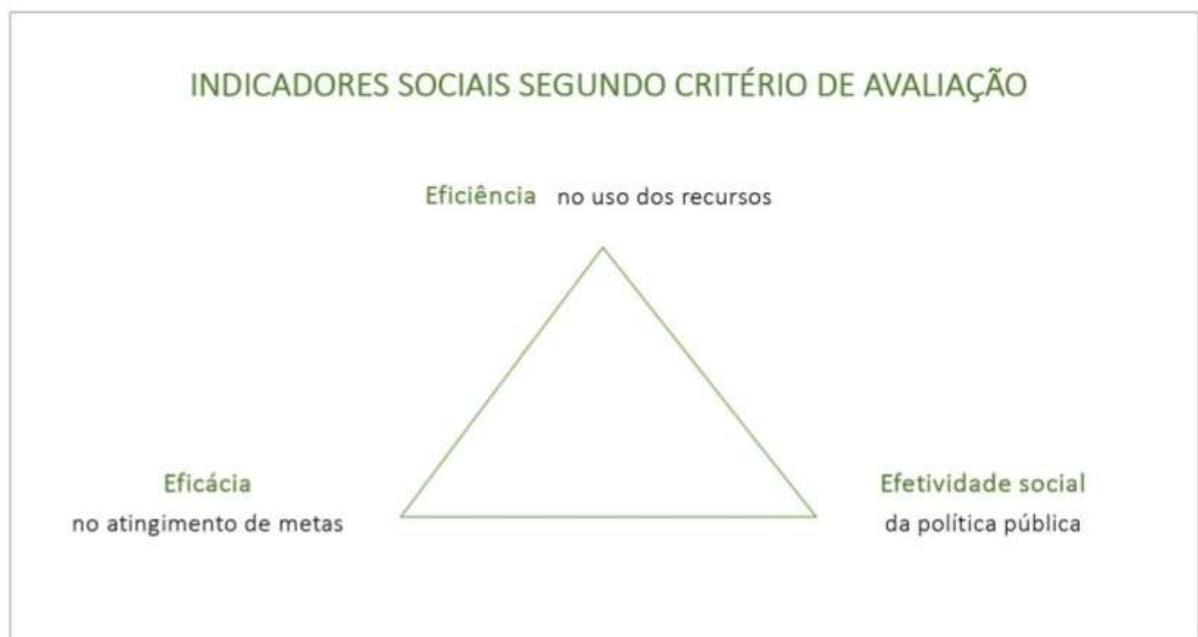 INDICADORES SOCIAIS SEGUNDO CRITÉRIO DE AVALIAÇÃO
Eficiência no uso dos recursos
Eficácia
no atingimento de metas
Efetividade social
da política pública